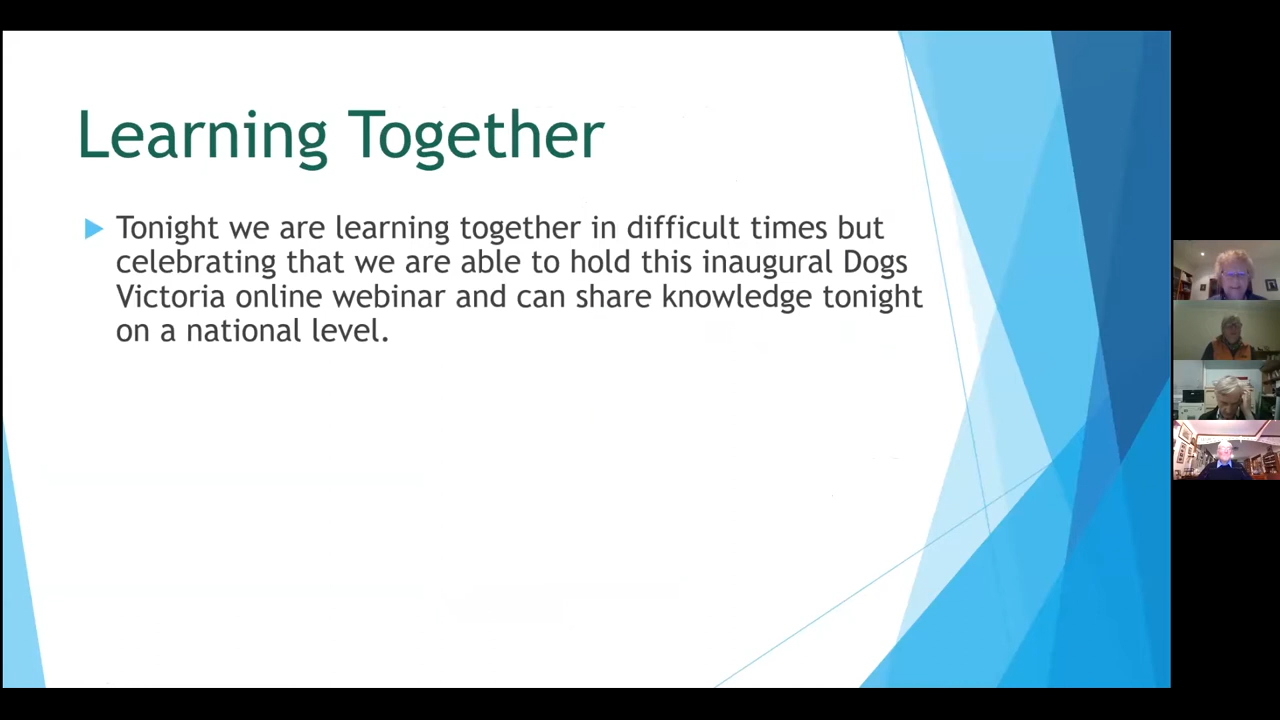 Learning Together
Tonight we are learning together in difficult times but
celebrating that we are able to hold this inaugural Dogs
Victoria online webinar and can share knowledge tonight
on a national level.